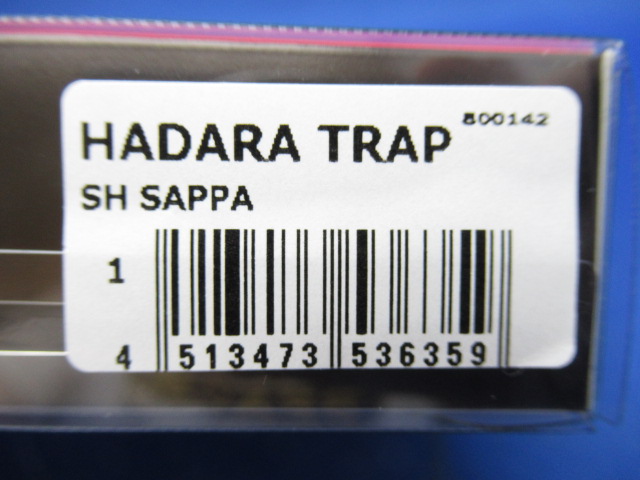 HADARA TRAP 800142
SH SAPPA
1
4 513473 536359